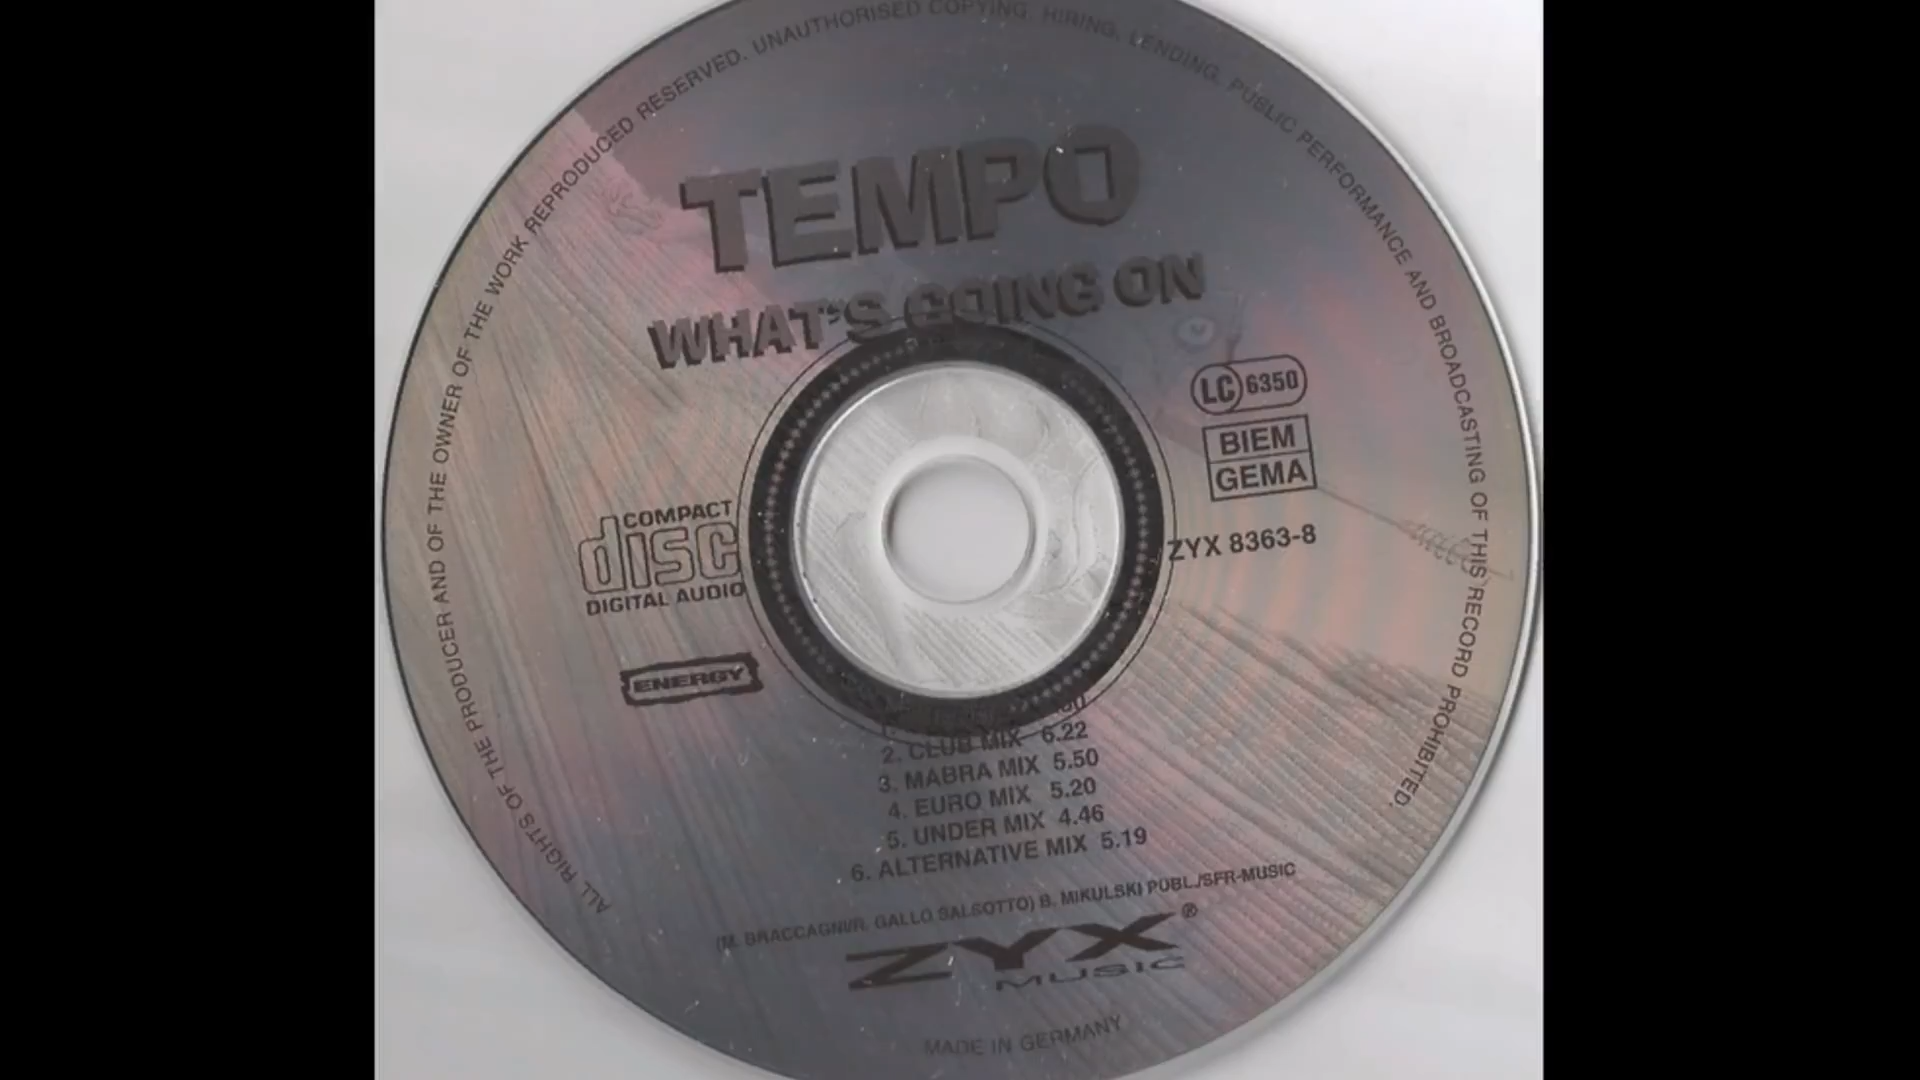 ALL RIGHTS OF THE PRODUCER AND OF THE OWNER OF THE WORK REPRODUCED RESERVED. UNAUTHORISED COPYING, HIRING, LENDING, PUBLIC PERFORMANCE AND BROADCASTING OF THIS RECORD PROHIBITED.
TEMPO
WHAT'S GOING ON
LC 6350
BIEM
GEMA
COMPACT
disc
DIGITAL AUDIO
ZYX 8363-8
ENERGY
1.
2. CLUB MIX 6.22
3. MABRA MIX 5.50
4. EURO MIX 5.20
5. UNDER MIX 4.46
6. ALTERNATIVE MIX 5.19
(M. BRACCAGNI/R. GALLO SALSOTTO) B. MIKULSKI PUBL./SFR-MUSIC
ZYX®
MUSIC
MADE IN GERMANY